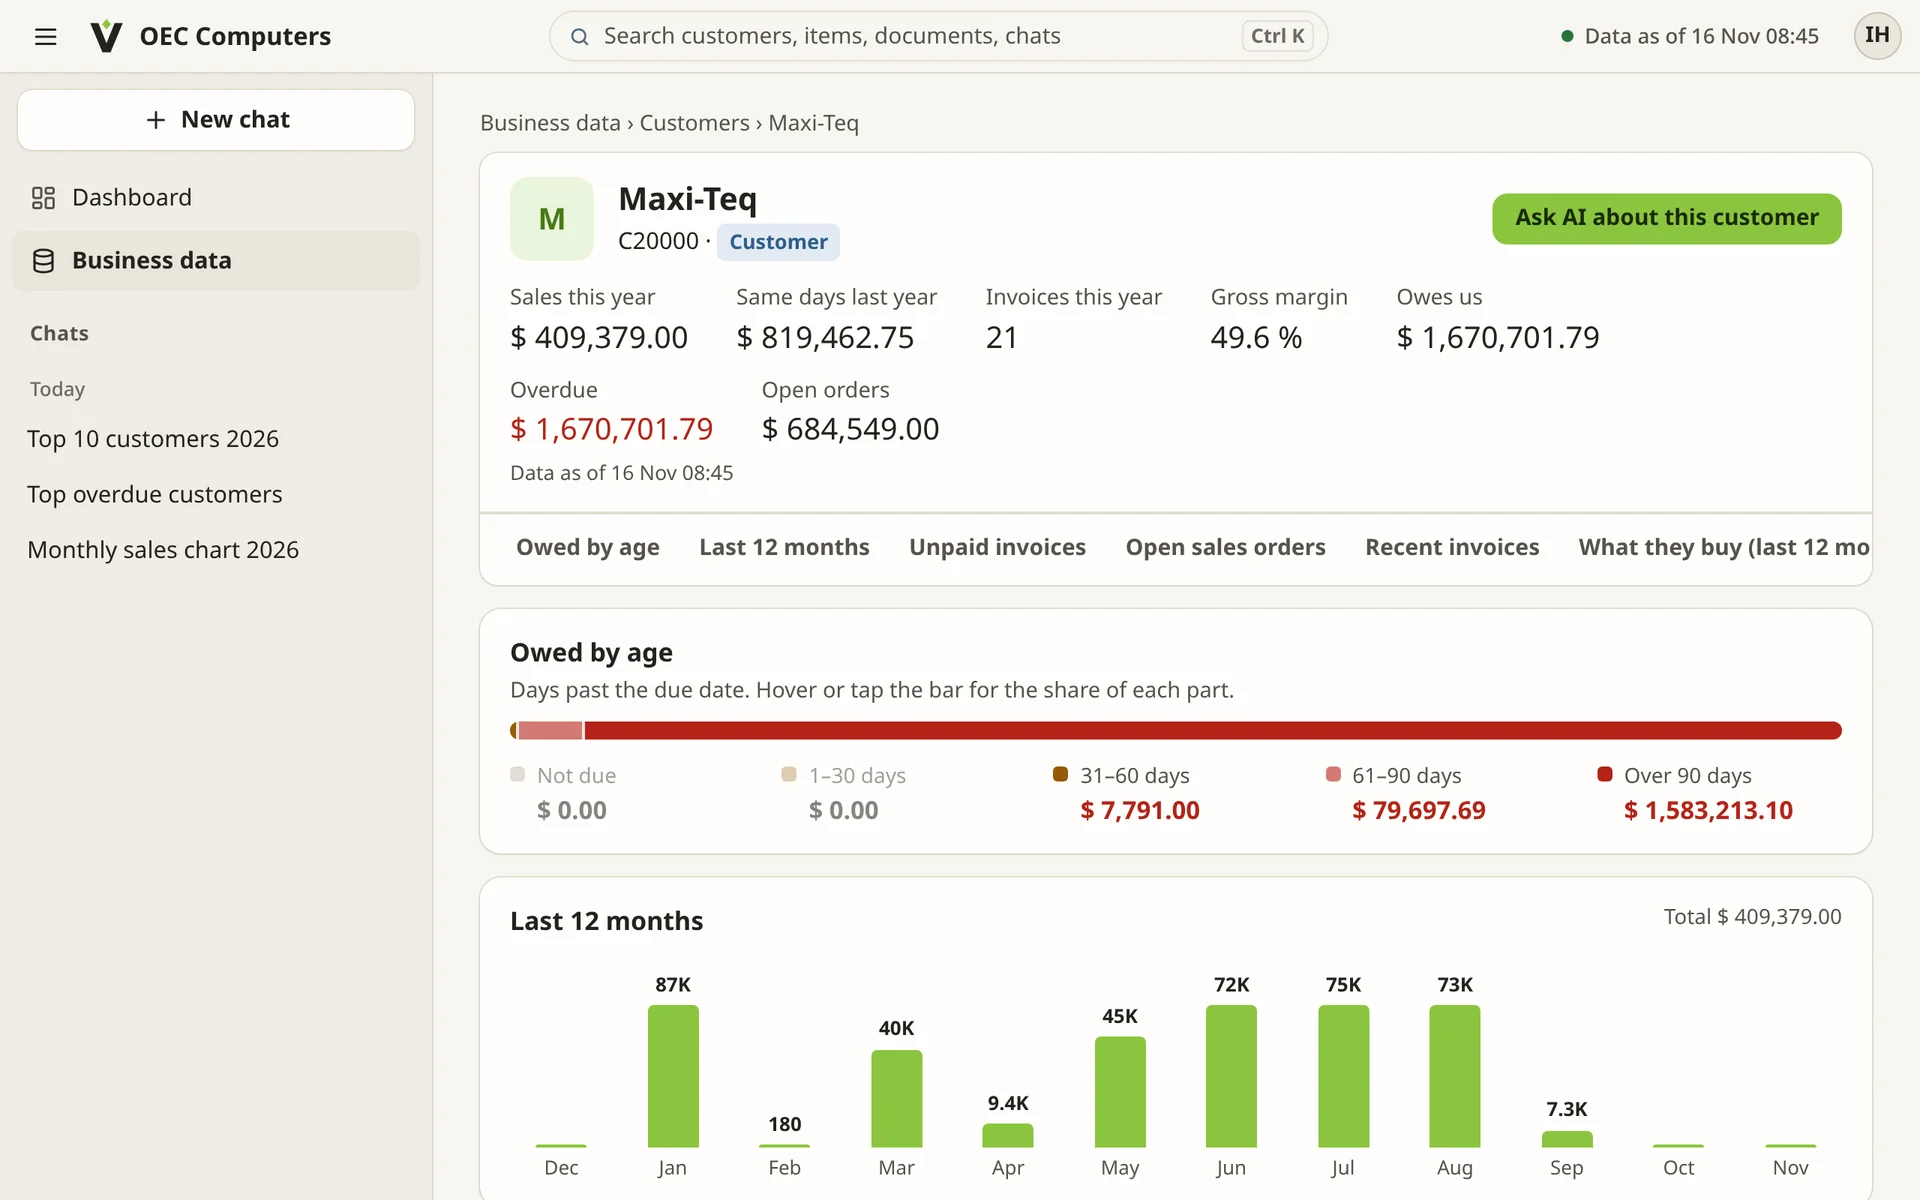 OEC Computers
Search customers, items, documents, chats
Ctrl K
Data as of 16 Nov 08:45
IH
New chat
Dashboard
Business data
Chats
Today
Top 10 customers 2026
Top overdue customers
Monthly sales chart 2026
Business data › Customers › Maxi-Teq
M
Maxi-Teq
C20000 · Customer
Ask AI about this customer
Sales this year
$ 409,379.00
Same days last year
$ 819,462.75
Invoices this year
21
Gross margin
49.6 %
Owes us
$ 1,670,701.79
Overdue
$ 1,670,701.79
Open orders
$ 684,549.00
Data as of 16 Nov 08:45
Owed by age
Last 12 months
Unpaid invoices
Open sales orders
Recent invoices
What they buy (last 12 mo
Owed by age
Days past the due date. Hover or tap the bar for the share of each part.
Not due
$ 0.00
1–30 days
$ 0.00
31–60 days
$ 7,791.00
61–90 days
$ 79,697.69
Over 90 days
$ 1,583,213.10
Last 12 months
Total $ 409,379.00
87K
180
40K
9.4K
45K
72K
75K
73K
7.3K
Dec
Jan
Feb
Mar
Apr
May
Jun
Jul
Aug
Sep
Oct
Nov